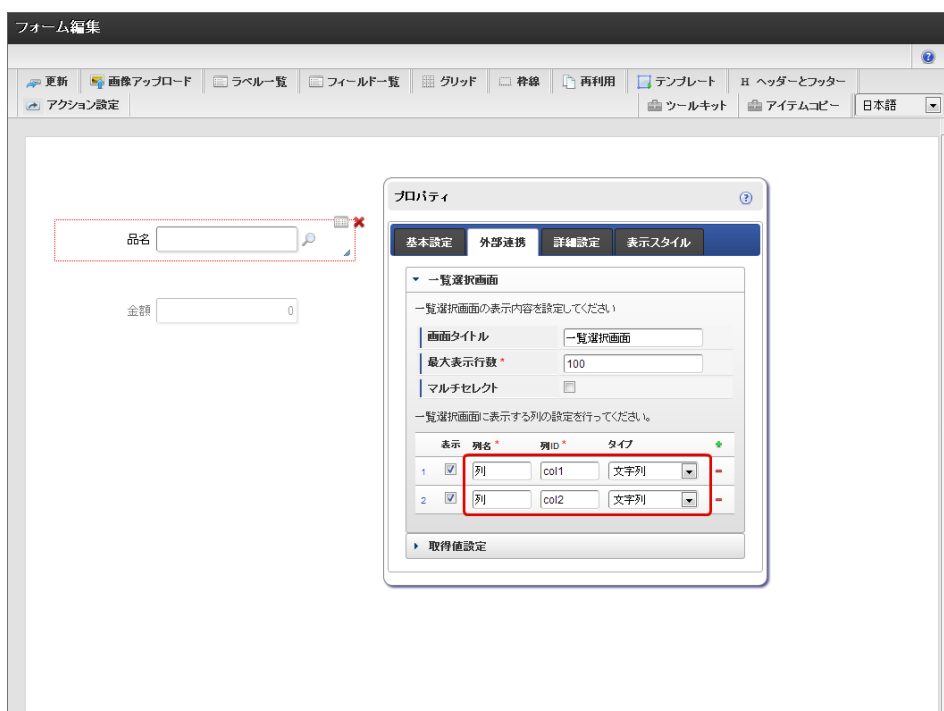 フォーム編集
更新 画像アップロード ラベル一覧 フィールド一覧 グリッド 枠線 再利用 テンプレート H ヘッダーとフッター
アクション設定 ツールキット アイテムコピー 日本語
プロパティ
品名
基本設定 外部連携 詳細設定 表示スタイル
一覧選択画面
一覧選択画面の表示内容を設定してください
金額 0
画面タイトル 一覧選択画面
最大表示行数* 100
マルチセレクト
一覧選択画面に表示する列の設定を行ってください。
表示 列名* 列ID* タイプ
1 列 col1 文字列
2 列 col2 文字列
取得値設定